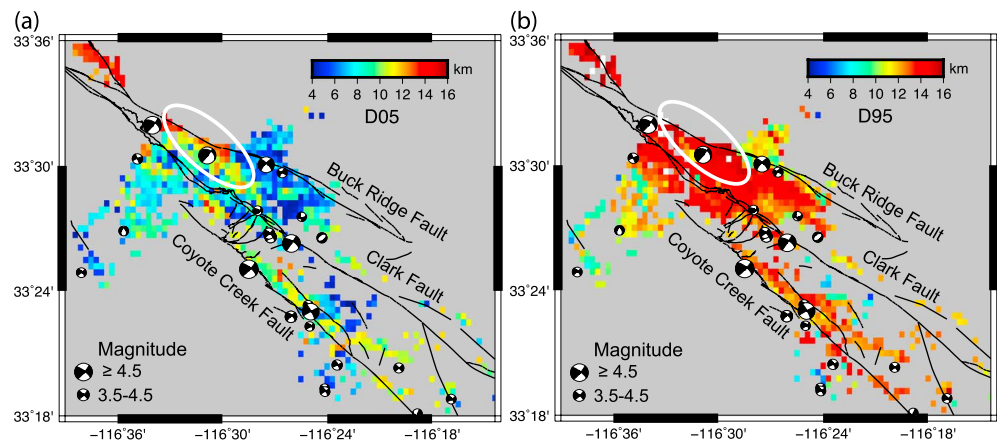 (a)
33°36'
33°30'
33°24'
33°18'
−116°36'
−116°30'
−116°24'
−116°18'
4 6 8 10 12 14 16
km
D05
Buck Ridge Fault
Clark Fault
Coyote Creek Fault
Magnitude
≥ 4.5
3.5-4.5
(b)
33°36'
33°30'
33°24'
33°18'
−116°36'
−116°30'
−116°24'
−116°18'
4 6 8 10 12 14 16
km
D95
Buck Ridge Fault
Clark Fault
Coyote Creek Fault
Magnitude
≥ 4.5
3.5-4.5